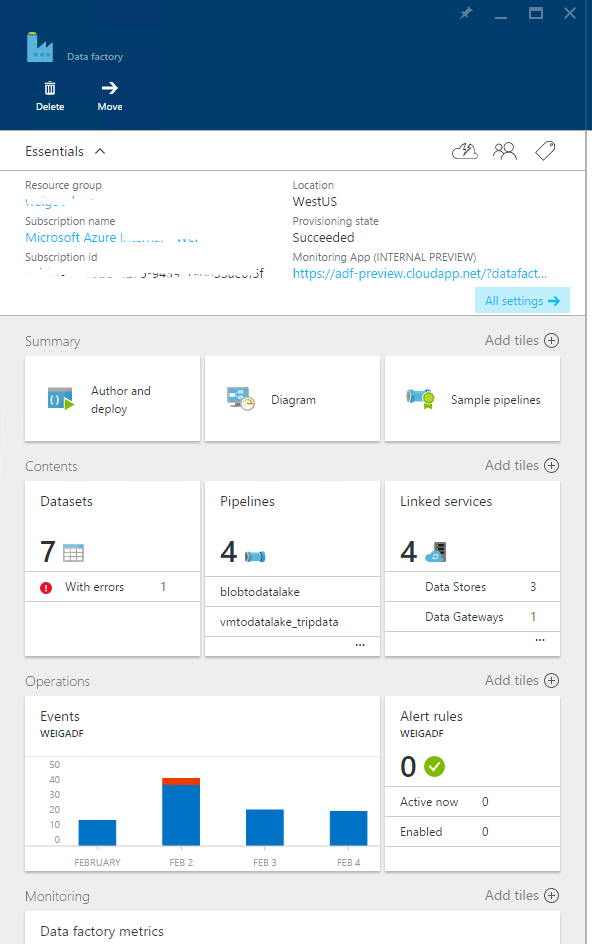 Data factory
Delete
Move
Essentials
Resource group
Location
WestUS
Subscription name
Microsoft Azure
Provisioning state
Succeeded
Subscription id
Monitoring App (INTERNAL PREVIEW)
https://adf-preview.cloudapp.net/?datafact...
All settings
Summary
Add tiles
Author and
deploy
Diagram
Sample pipelines
Contents
Add tiles
Datasets
7
With errors 1
Pipelines
4
blobtodatalake
vmtodatalake_tripdata
...
Linked services
4
Data Stores 3
Data Gateways 1
...
Operations
Add tiles
Events
WEIGADF
50
40
30
20
10
0
FEBRUARY FEB 2 FEB 3 FEB 4
Alert rules
WEIGADF
0
Active now 0
Enabled 0
Monitoring
Add tiles
Data factory metrics